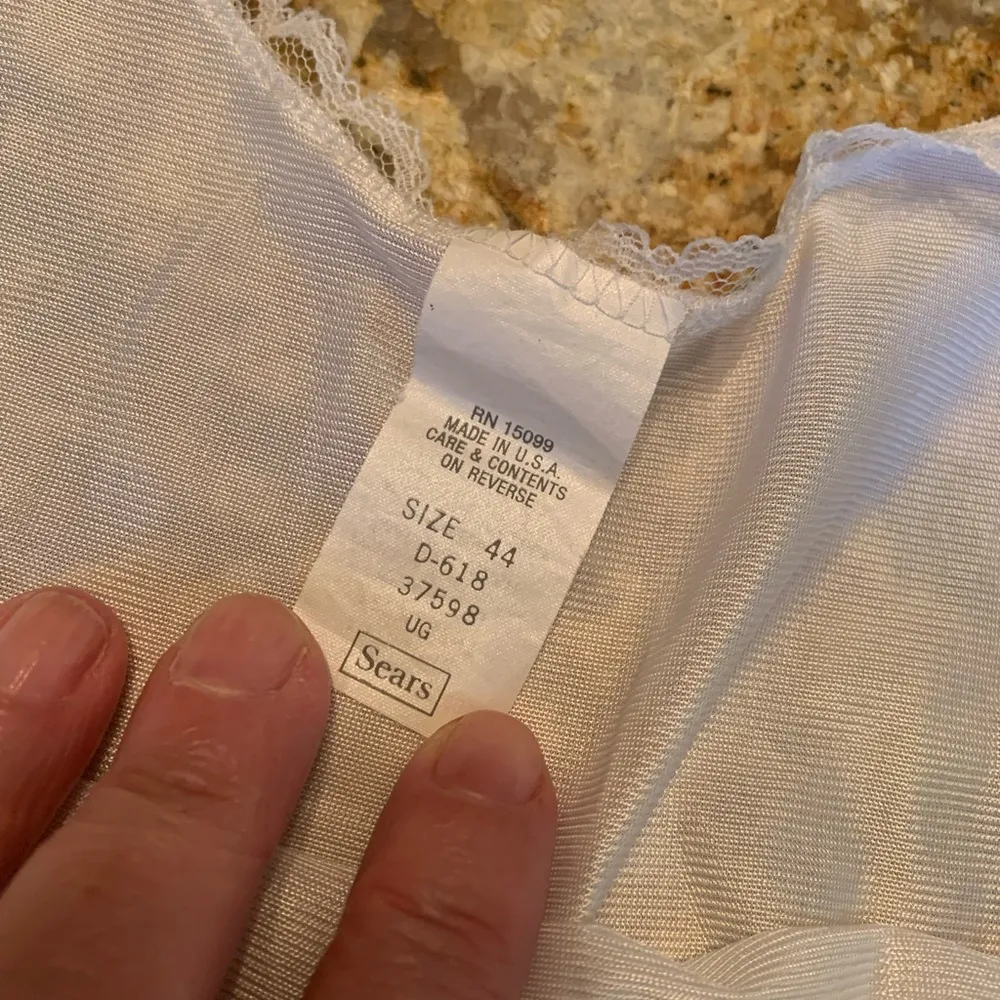 RN 15099
MADE IN U.S.A.
CARE & CONTENTS
ON REVERSE
SIZE 44
D-618
37598
UG
Sears